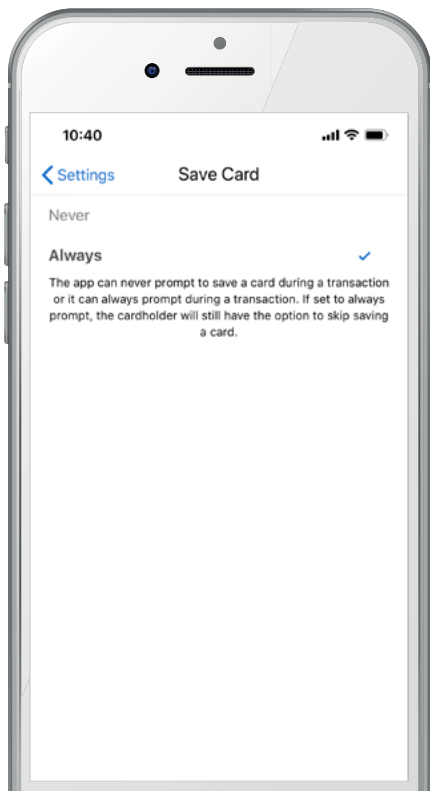 10:40
Settings
Save Card
Never
Always
The app can never prompt to save a card during a transaction
or it can always prompt during a transaction. If set to always
prompt, the cardholder will still have the option to skip saving
a card.